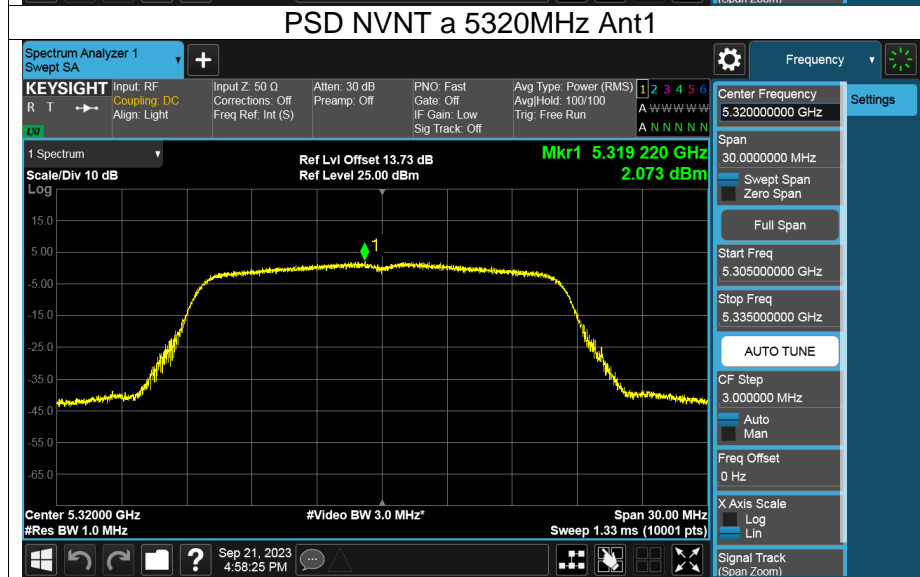 (Span Zoom)
PSD NVNT a 5320MHz Ant1
Spectrum Analyzer 1
Swept SA
+
Frequency
KEYSIGHT
R T
LXI
Input: RF
Coupling: DC
Align: Light
Input Z: 50 Ω
Corrections: Off
Freq Ref: Int (S)
Atten: 30 dB
Preamp: Off
PNO: Fast
Gate: Off
IF Gain: Low
Sig Track: Off
Avg Type: Power (RMS)
Avg|Hold: 100/100
Trig: Free Run
1 2 3 4 5 6
A W W W W W
A N N N N N
1 Spectrum
Scale/Div 10 dB
Log
Ref Lvl Offset 13.73 dB
Ref Level 25.00 dBm
Mkr1 5.319 220 GHz
2.073 dBm
15.0
5.00
-5.00
-15.0
-25.0
-35.0
-45.0
-55.0
-65.0
1
Center 5.32000 GHz
#Res BW 1.0 MHz
#Video BW 3.0 MHz*
Span 30.00 MHz
Sweep 1.33 ms (10001 pts)
Center Frequency
5.320000000 GHz
Settings
Span
30.0000000 MHz
Swept Span
Zero Span
Full Span
Start Freq
5.305000000 GHz
Stop Freq
5.335000000 GHz
AUTO TUNE
CF Step
3.000000 MHz
Auto
Man
Freq Offset
0 Hz
X Axis Scale
Log
Lin
Signal Track
(Span Zoom)
?
Sep 21, 2023
4:58:25 PM